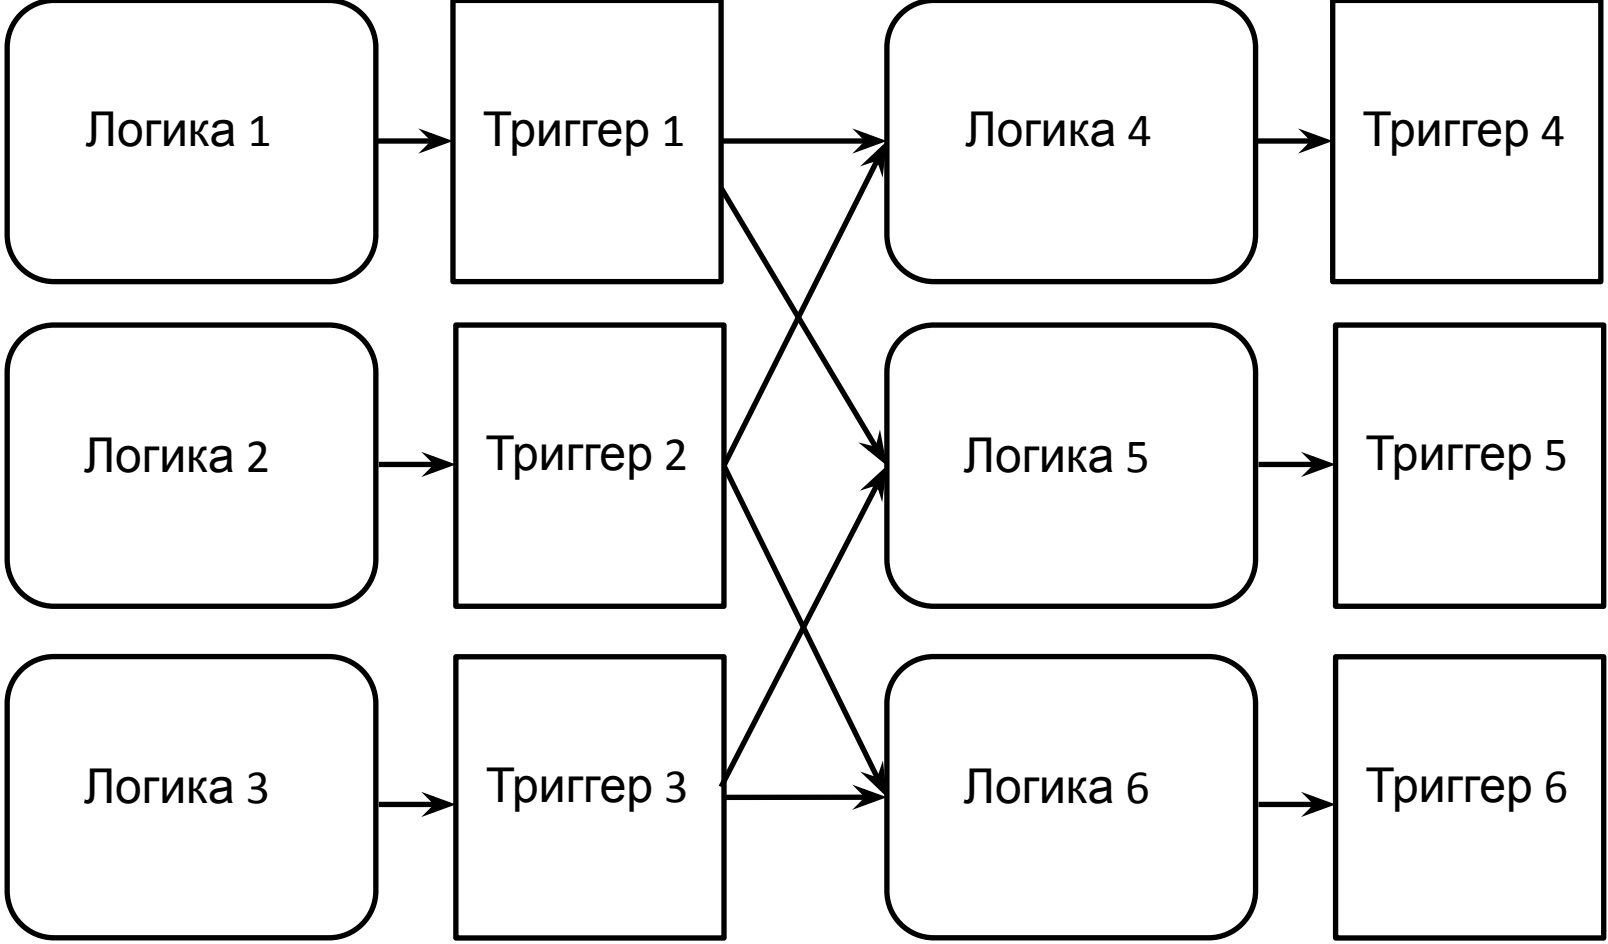 Логика 1
Триггер 1
Логика 4
Триггер 4
Логика 2
Триггер 2
Логика 5
Триггер 5
Логика 3
Триггер 3
Логика 6
Триггер 6